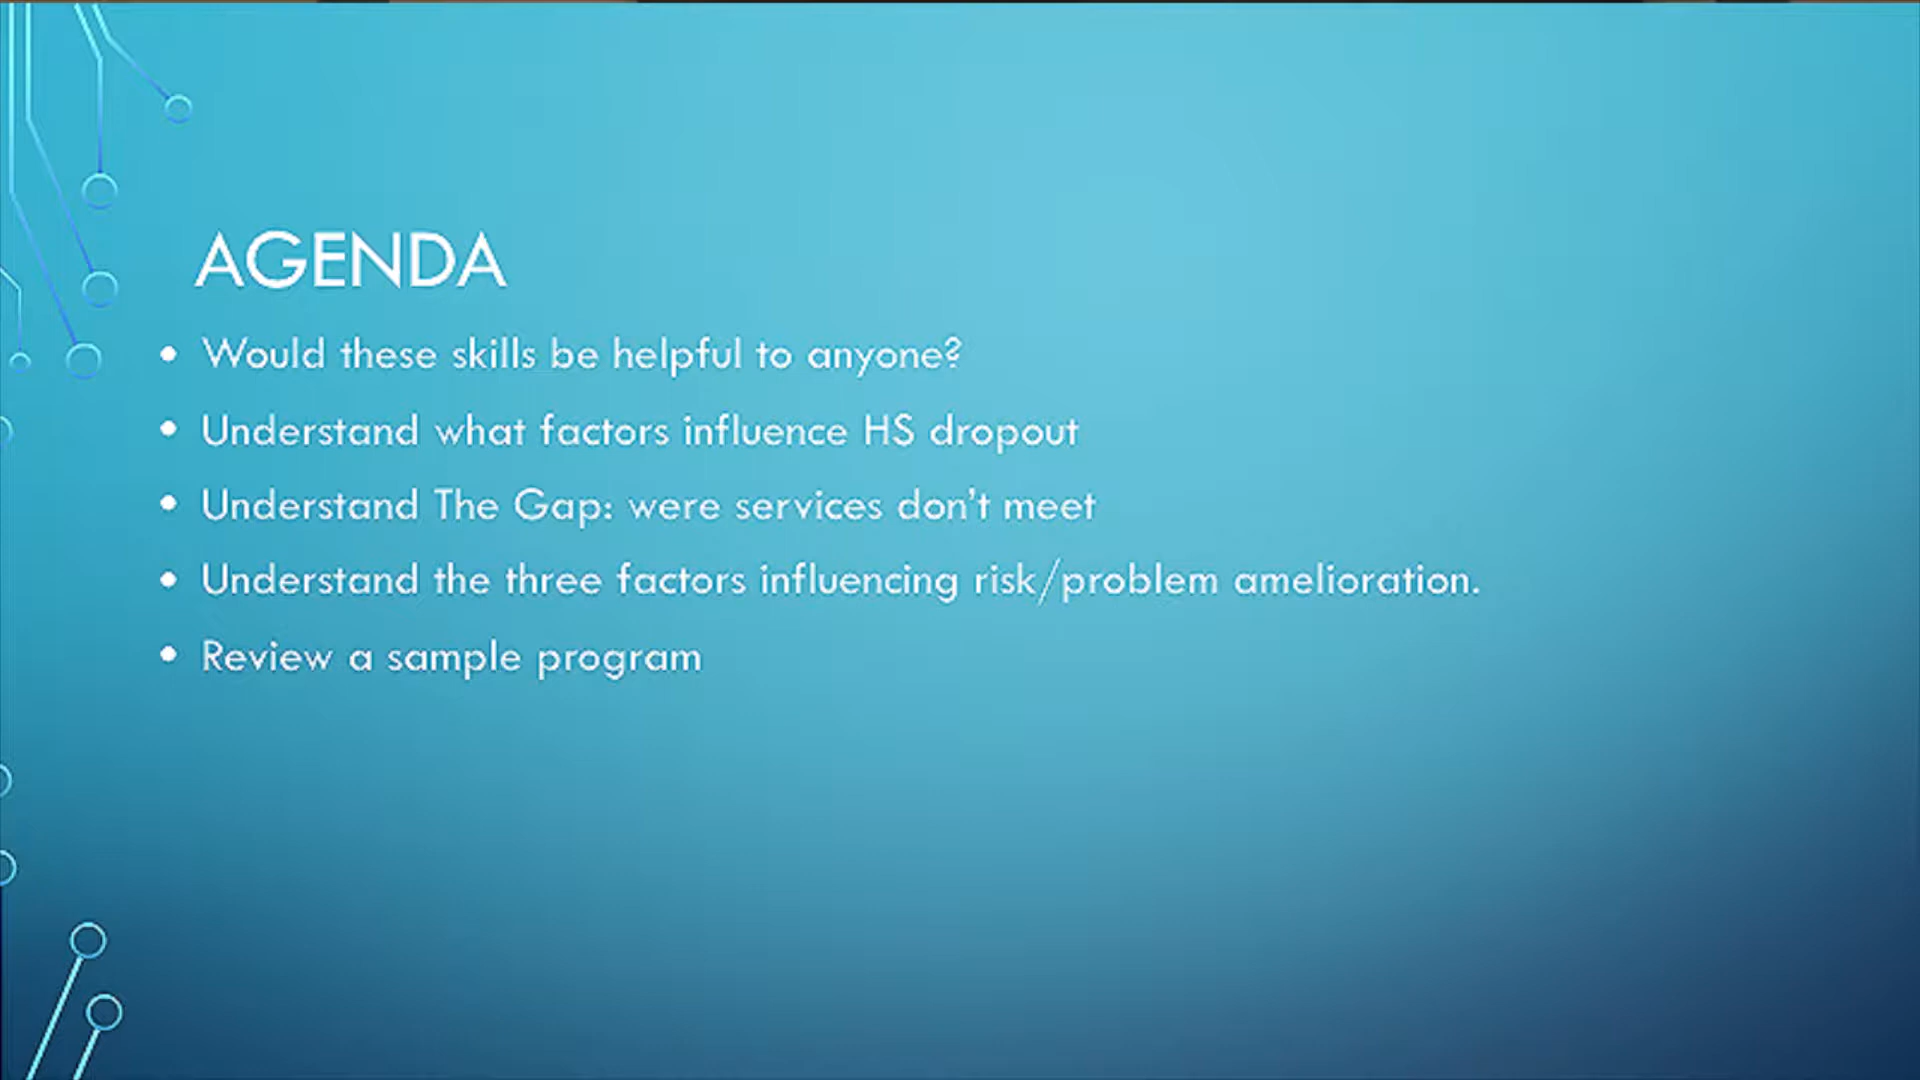 AGENDA
• Would these skills be helpful to anyone?
• Understand what factors influence HS dropout
• Understand The Gap: were services don't meet
• Understand the three factors influencing risk/problem amelioration.
• Review a sample program